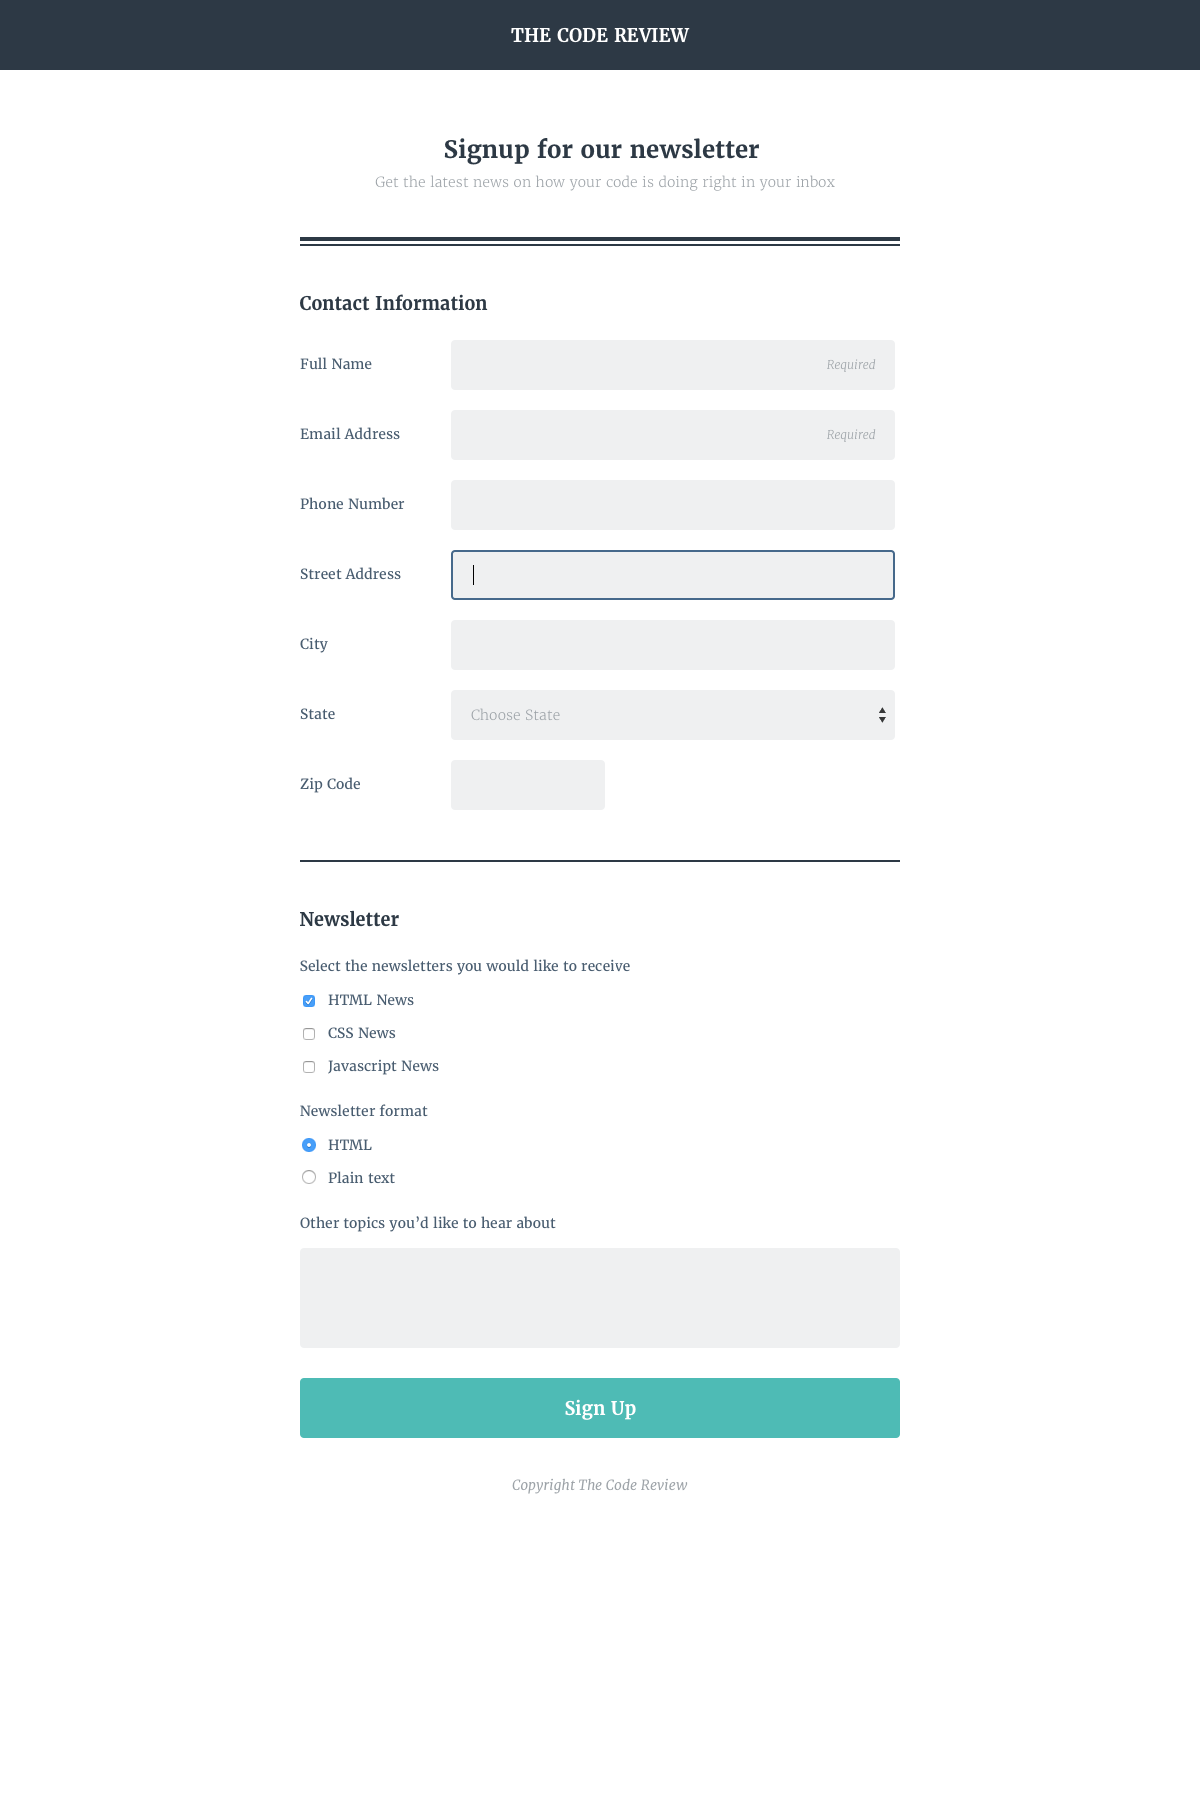 THE CODE REVIEW
Signup for our newsletter
Get the latest news on how your code is doing right in your inbox
Contact Information
Full Name
Required
Email Address
Required
Phone Number
Street Address
City
State
Choose State
Zip Code
Newsletter
Select the newsletters you would like to receive
HTML News
CSS News
Javascript News
Newsletter format
HTML
Plain text
Other topics you’d like to hear about
Sign Up
Copyright The Code Review